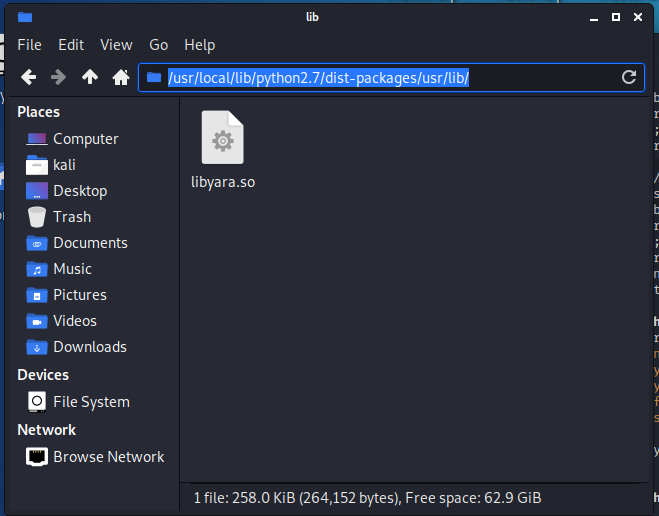 lib
File Edit View Go Help
/usr/local/lib/python2.7/dist-packages/usr/lib/
Places
Computer
kali
Desktop
Trash
Documents
Music
Pictures
Videos
Downloads
Devices
File System
Network
Browse Network
libyara.so
1 file: 258.0 KiB (264,152 bytes), Free space: 62.9 GiB